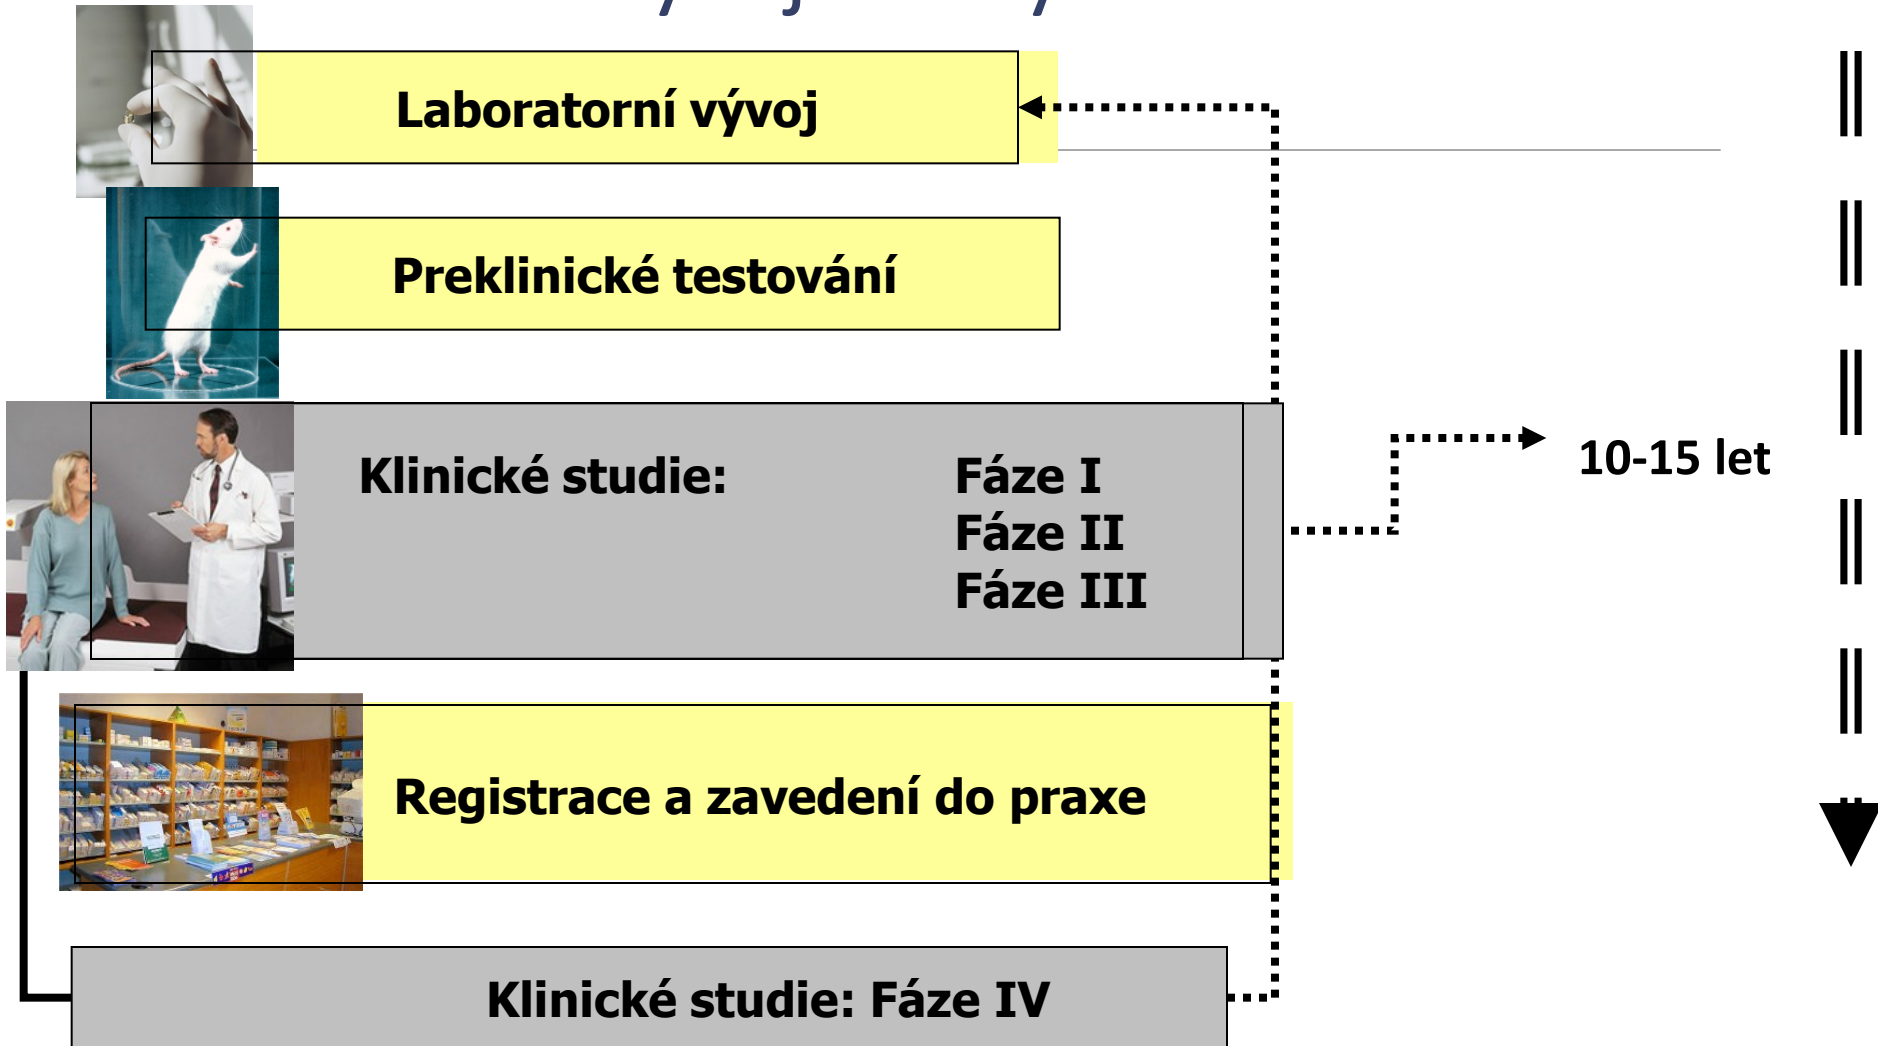 Laboratorní vývoj
Preklinické testování
Klinické studie: Fáze I
Fáze II
Fáze III
10-15 let
Registrace a zavedení do praxe
Klinické studie: Fáze IV